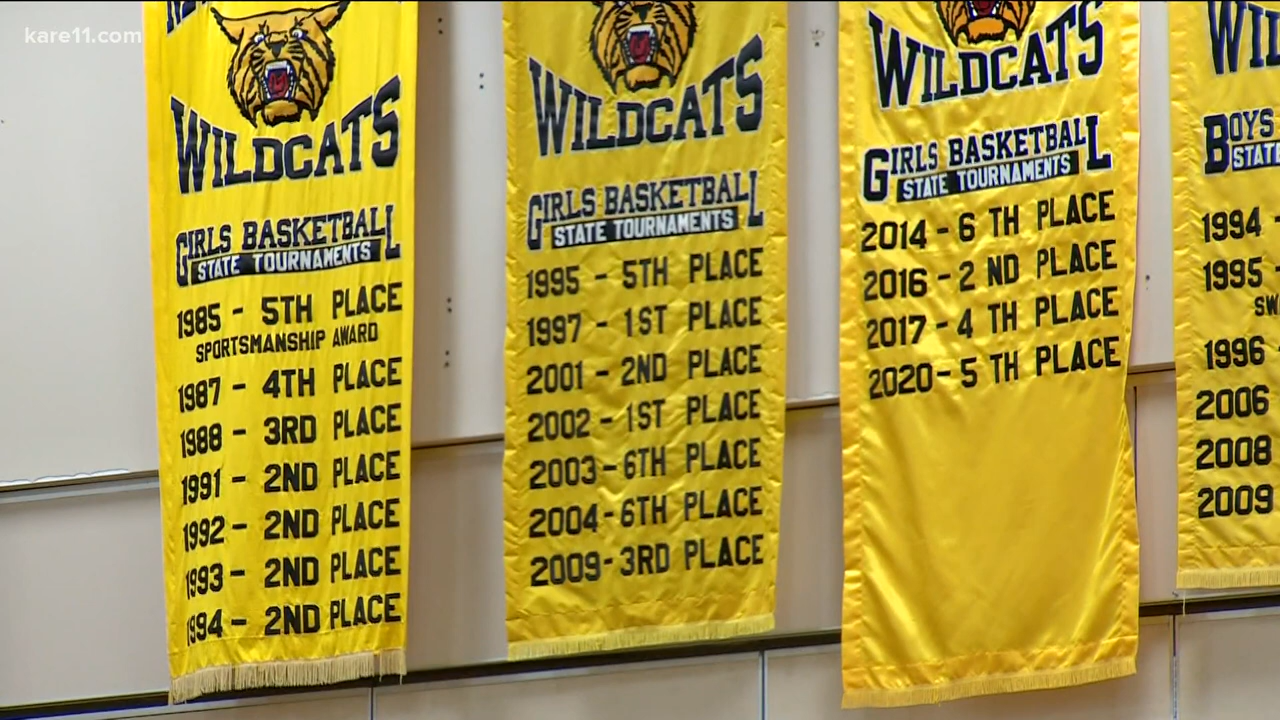 kare11.com
WILDCATS
GIRLS BASKETBALL
STATE TOURNAMENTS
1985 - 5TH PLACE
SPORTSMANSHIP AWARD
1987 - 4TH PLACE
1988 - 3RD PLACE
1991 - 2ND PLACE
1992 - 2ND PLACE
1993 - 2ND PLACE
1994 - 2ND PLACE
WILDCATS
GIRLS BASKETBALL
STATE TOURNAMENTS
1995 - 5TH PLACE
1997 - 1ST PLACE
2001 - 2ND PLACE
2002 - 1ST PLACE
2003 - 6TH PLACE
2004 - 6TH PLACE
2009 - 3RD PLACE
WILDCATS
GIRLS BASKETBALL
STATE TOURNAMENTS
2014 - 6 TH PLACE
2016 - 2 ND PLACE
2017 - 4 TH PLACE
2020 - 5 TH PLACE
WIL
BOYS
STATE
1994 -
1995 -
SW
1996 -
2006
2008
2009